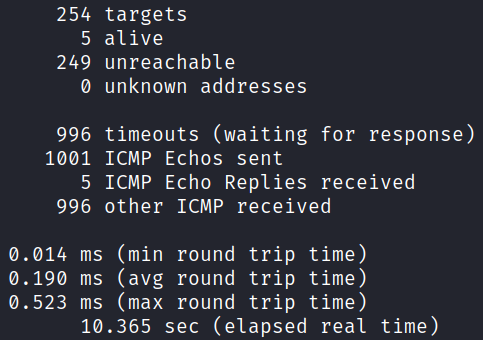 254 targets
5 alive
249 unreachable
0 unknown addresses
996 timeouts (waiting for response)
1001 ICMP Echos sent
5 ICMP Echo Replies received
996 other ICMP received
0.014 ms (min round trip time)
0.190 ms (avg round trip time)
0.523 ms (max round trip time)
10.365 sec (elapsed real time)